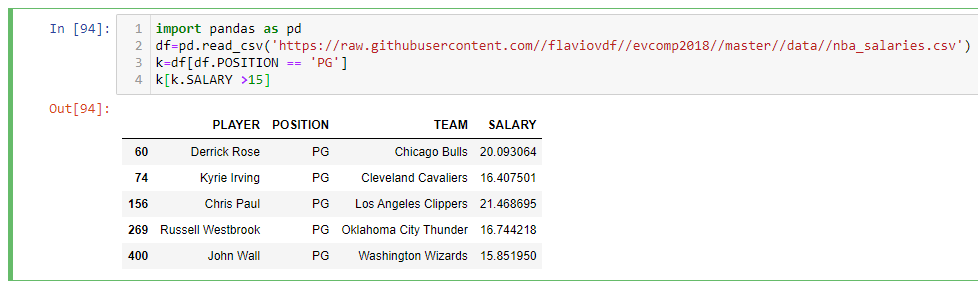 In [94]:
1 import pandas as pd
2 df=pd.read_csv('https://raw.githubusercontent.com//flaviovdf//evcomp2018//master//data//nba_salaries.csv')
3 k=df[df.POSITION == 'PG']
4 k[k.SALARY >15]
Out[94]:
PLAYER POSITION TEAM SALARY
60 Derrick Rose PG Chicago Bulls 20.093064
74 Kyrie Irving PG Cleveland Cavaliers 16.407501
156 Chris Paul PG Los Angeles Clippers 21.468695
269 Russell Westbrook PG Oklahoma City Thunder 16.744218
400 John Wall PG Washington Wizards 15.851950